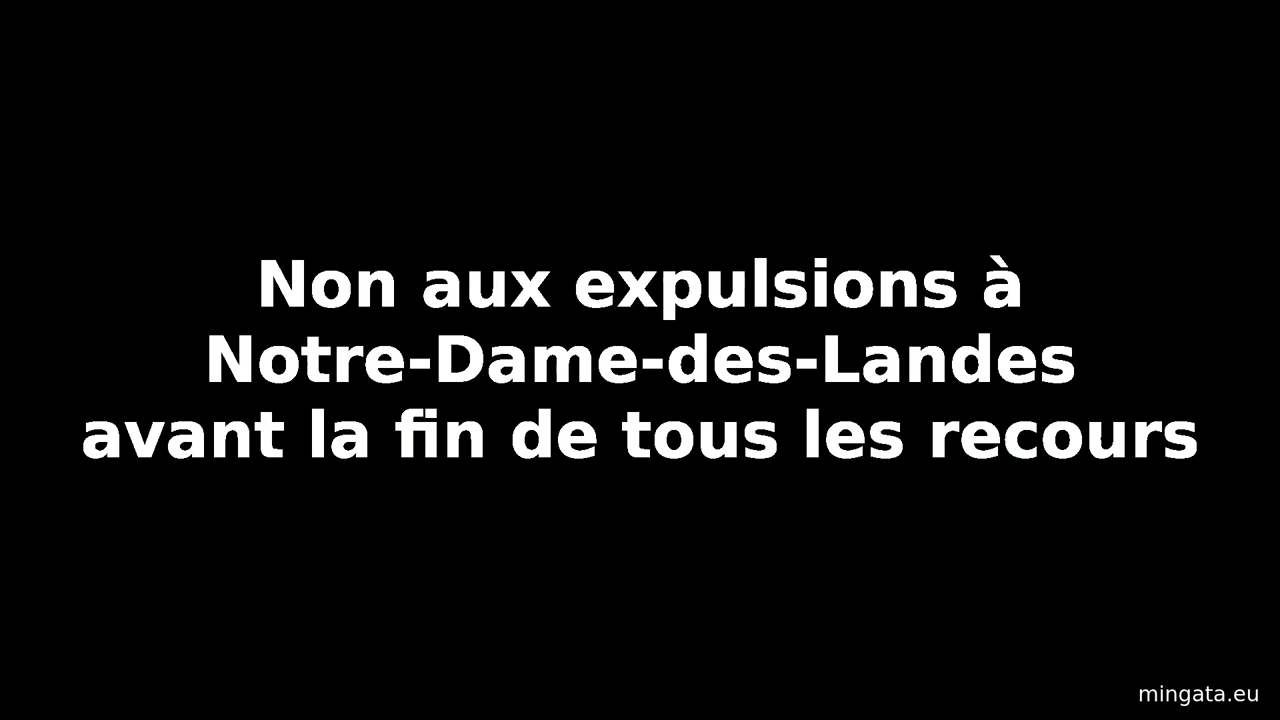 Non aux expulsions à
Notre-Dame-des-Landes
avant la fin de tous les recours
mingata.eu